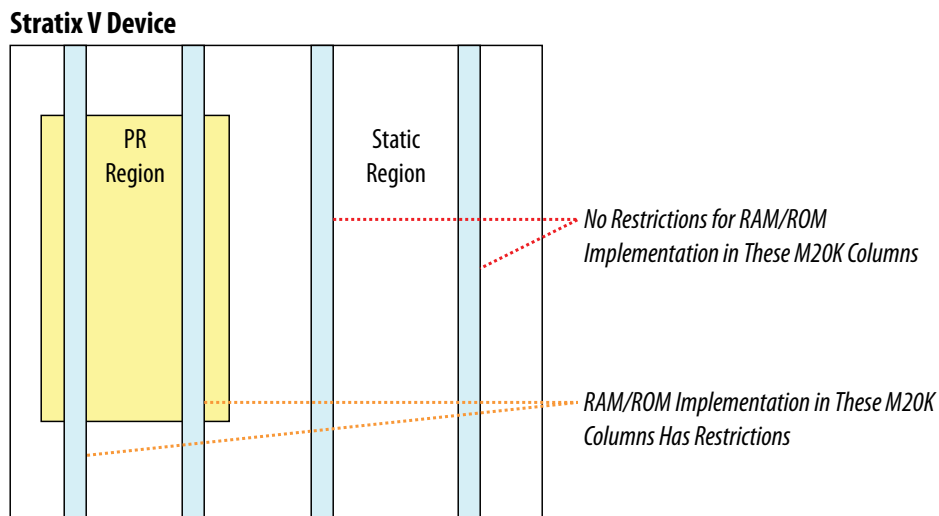 Stratix V Device
PR
Region
Static
Region
No Restrictions for RAM/ROM
Implementation in These M20K Columns
RAM/ROM Implementation in These M20K
Columns Has Restrictions